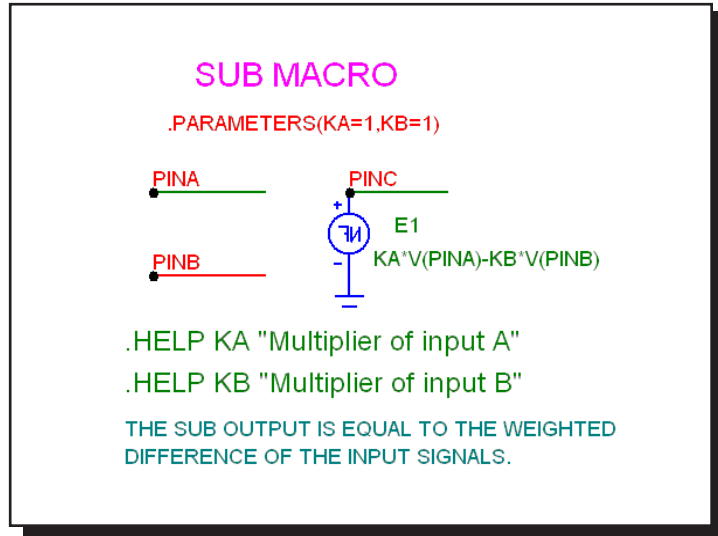 SUB MACRO
.PARAMETERS(KA=1,KB=1)
PINA
PINC
+
NF
E1
PINB
-
KA*V(PINA)-KB*V(PINB)
.HELP KA "Multiplier of input A"
.HELP KB "Multiplier of input B"
THE SUB OUTPUT IS EQUAL TO THE WEIGHTED
DIFFERENCE OF THE INPUT SIGNALS.